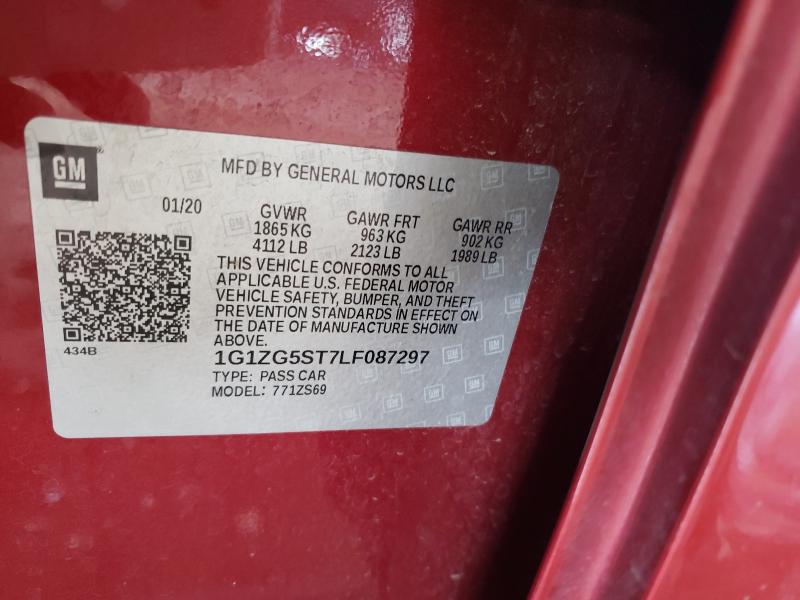 GM
MFD BY GENERAL MOTORS LLC
01/20
GVWR
1865 KG
4112 LB
GAWR FRT
963 KG
2123 LB
GAWR RR
902 KG
1989 LB
THIS VEHICLE CONFORMS TO ALL
APPLICABLE U.S. FEDERAL MOTOR
VEHICLE SAFETY, BUMPER, AND THEFT
PREVENTION STANDARDS IN EFFECT ON
THE DATE OF MANUFACTURE SHOWN
ABOVE.
434B
1G1ZG5ST7LF087297
TYPE: PASS CAR
MODEL: 771ZS69